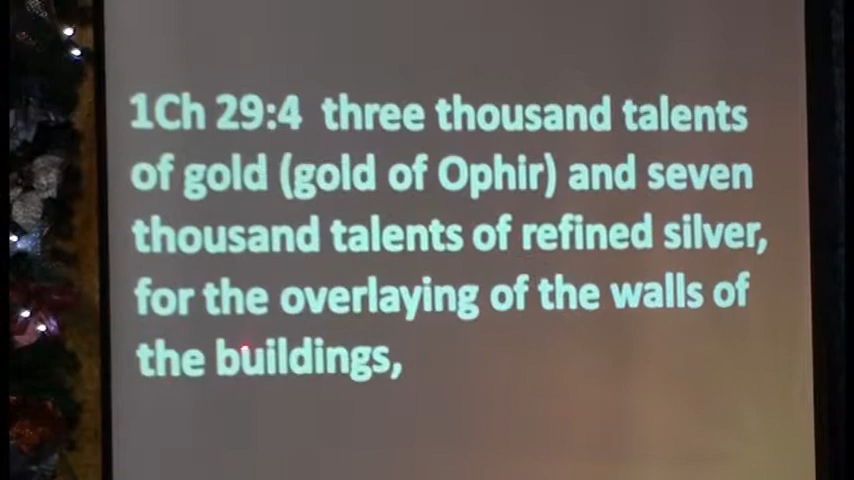 1Ch 29:4 three thousand talents
of gold (gold of Ophir) and seven
thousand talents of refined silver,
for the overlaying of the walls of
the buildings,